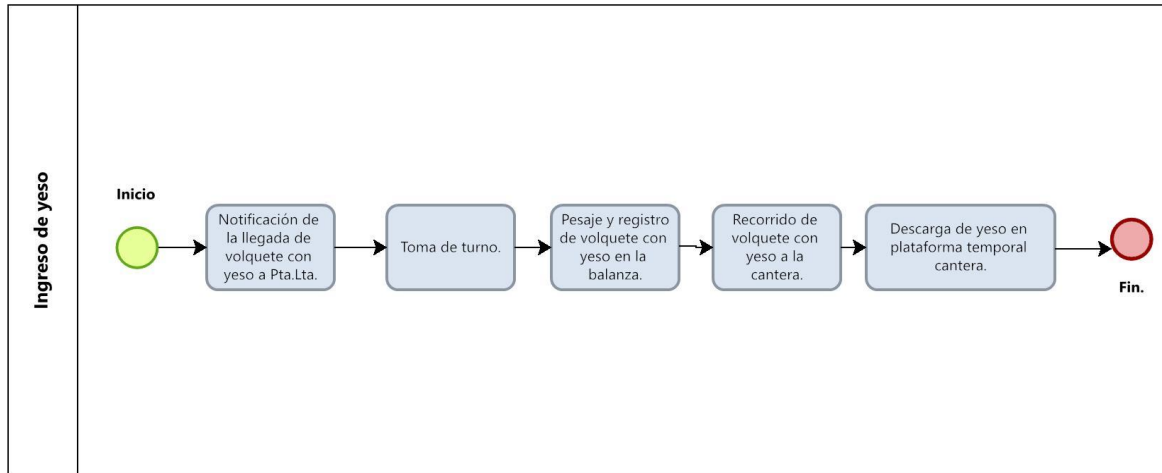 Ingreso de yeso
Inicio
Notificación de
la llegada de
volquete con
yeso a Pta.Lta.
Toma de turno.
Pesaje y registro
de volquete con
yeso en la
balanza.
Recorrido de
volquete con
yeso a la
cantera.
Descarga de yeso en
plataforma temporal
cantera.
Fin.